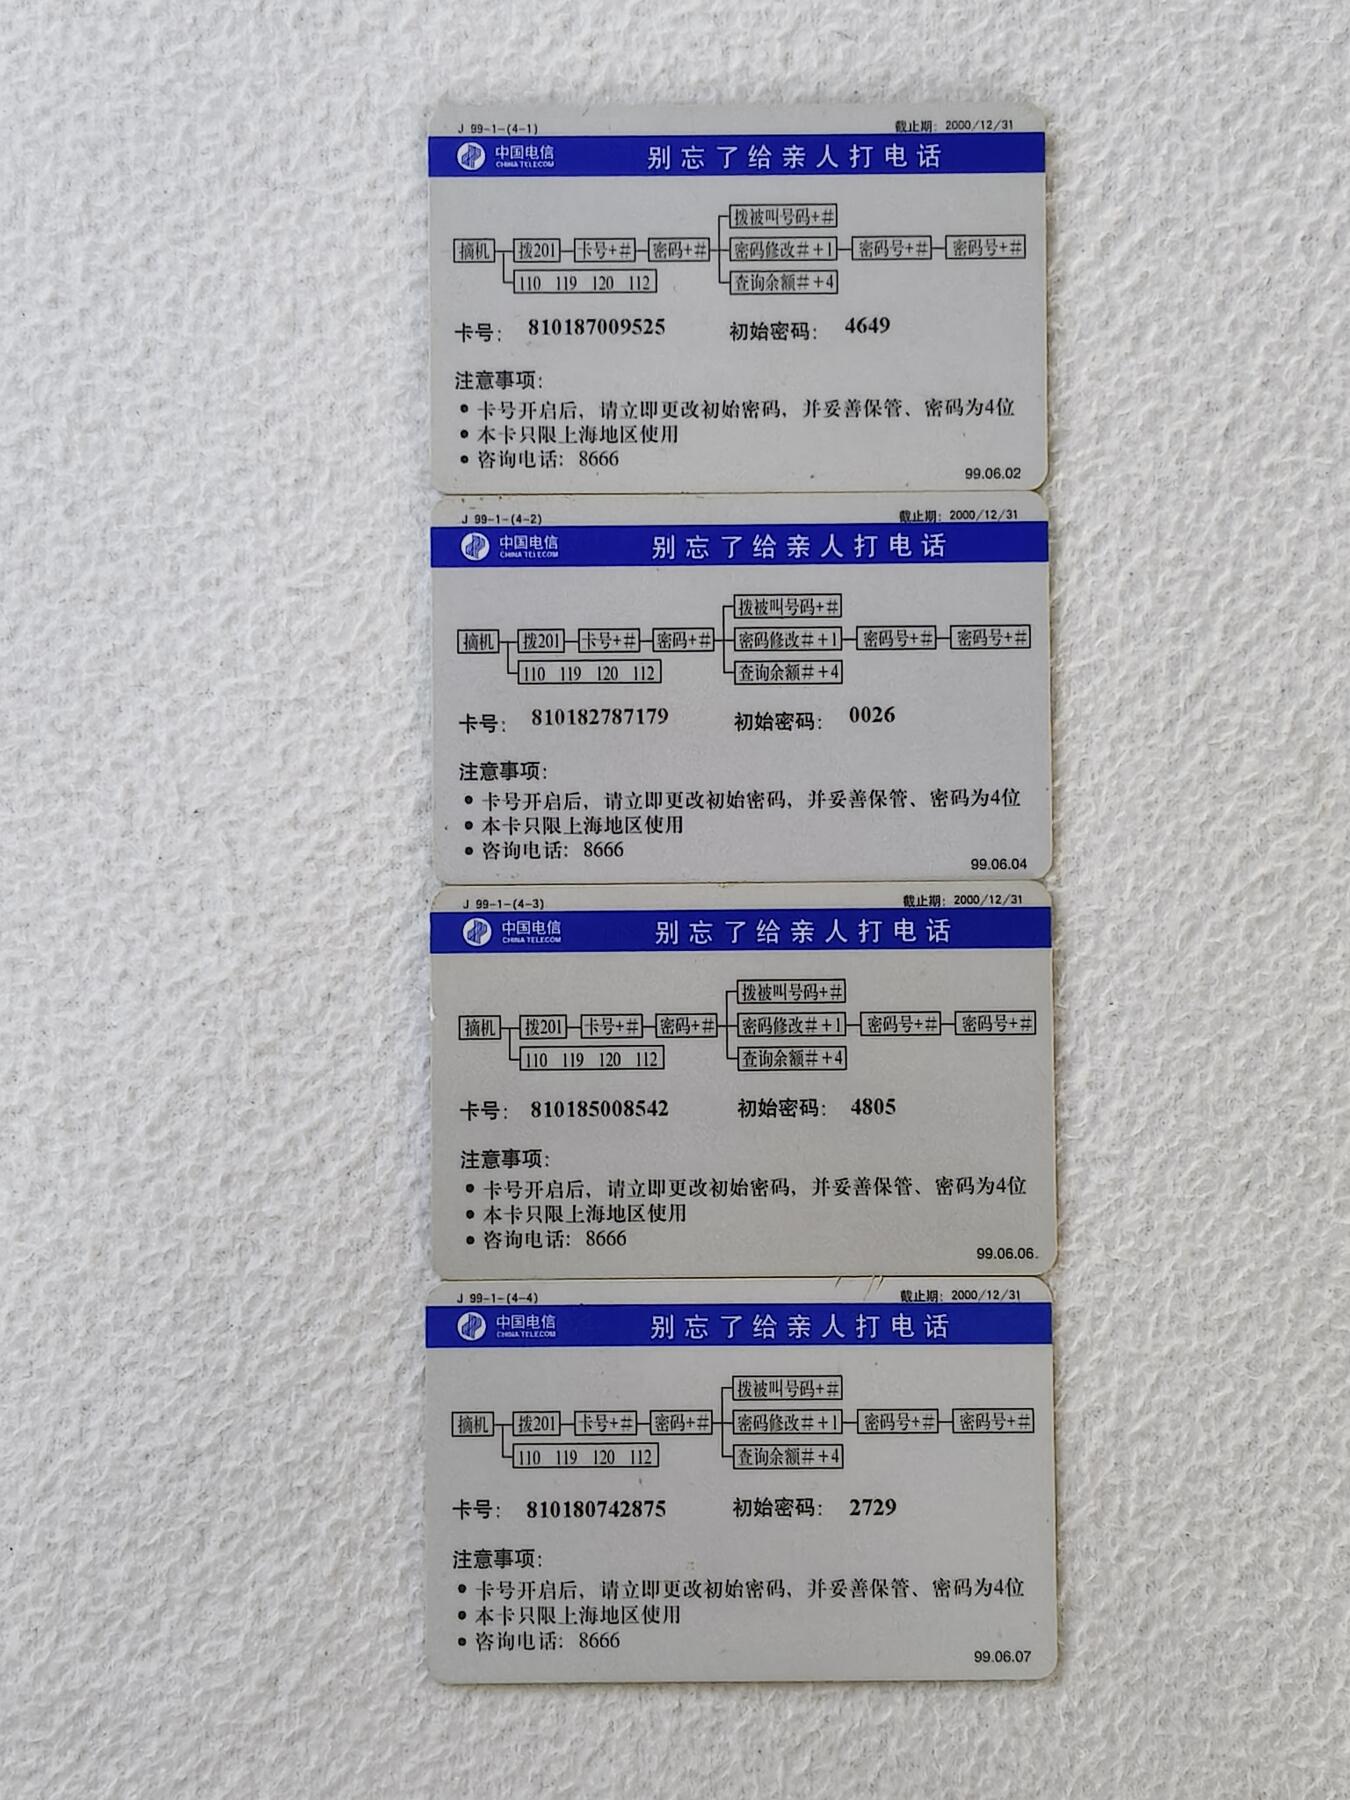 J 99-1-(4-1) 截止期：2000/12/31
中国电信 别忘了给亲人打电话
CHINA TELECOM
拨被叫号码+#
摘机 拨201 卡号+# 密码+# 密码修改#+1 密码号+# 密码号+#
110 119 120 112 查询余额#+4
卡号： 810187009525 初始密码： 4649
注意事项：
• 卡号开启后，请立即更改初始密码，并妥善保管、密码为4位
• 本卡只限上海地区使用
• 咨询电话：8666
99.06.02
J 99-1-(4-2) 截止期：2000/12/31
中国电信 别忘了给亲人打电话
CHINA TELECOM
拨被叫号码+#
摘机 拨201 卡号+# 密码+# 密码修改#+1 密码号+# 密码号+#
110 119 120 112 查询余额#+4
卡号： 810182787179 初始密码： 0026
注意事项：
• 卡号开启后，请立即更改初始密码，并妥善保管、密码为4位
• 本卡只限上海地区使用
• 咨询电话：8666
99.06.04
J 99-1-(4-3) 截止期：2000/12/31
中国电信 别忘了给亲人打电话
CHINA TELECOM
拨被叫号码+#
摘机 拨201 卡号+# 密码+# 密码修改#+1 密码号+# 密码号+#
110 119 120 112 查询余额#+4
卡号： 810185008542 初始密码： 4805
注意事项：
• 卡号开启后，请立即更改初始密码，并妥善保管、密码为4位
• 本卡只限上海地区使用
• 咨询电话：8666
99.06.06
J 99-1-(4-4) 截止期：2000/12/31
中国电信 别忘了给亲人打电话
CHINA TELECOM
拨被叫号码+#
摘机 拨201 卡号+# 密码+# 密码修改#+1 密码号+# 密码号+#
110 119 120 112 查询余额#+4
卡号： 810180742875 初始密码： 2729
注意事项：
• 卡号开启后，请立即更改初始密码，并妥善保管、密码为4位
• 本卡只限上海地区使用
• 咨询电话：8666
99.06.07